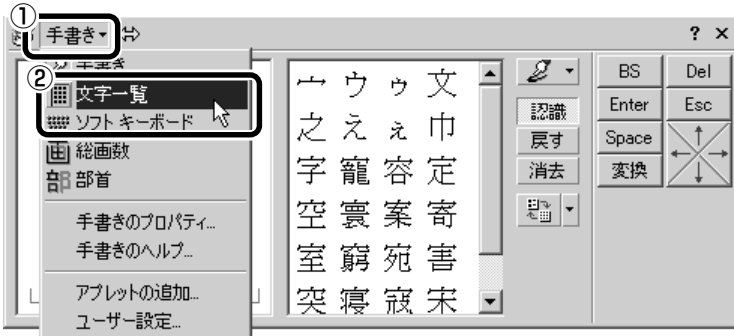 ①
手書き
? ×
②
手書き
文字一覧
ソフト キーボード
総画数
部首
手書きのプロパティ...
手書きのヘルプ...
アプレットの追加...
ユーザー設定...
宀 ウ ゥ 文
之 え ぇ 巾
字 寵 容 定
空 寰 案 寄
室 窮 宛 害
突 寝 寇 宋
認識
戻す
消去
BS Del
Enter Esc
Space
変換